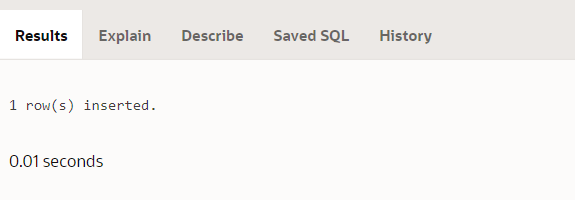 Results Explain Describe Saved SQL History
1 row(s) inserted.
0.01 seconds